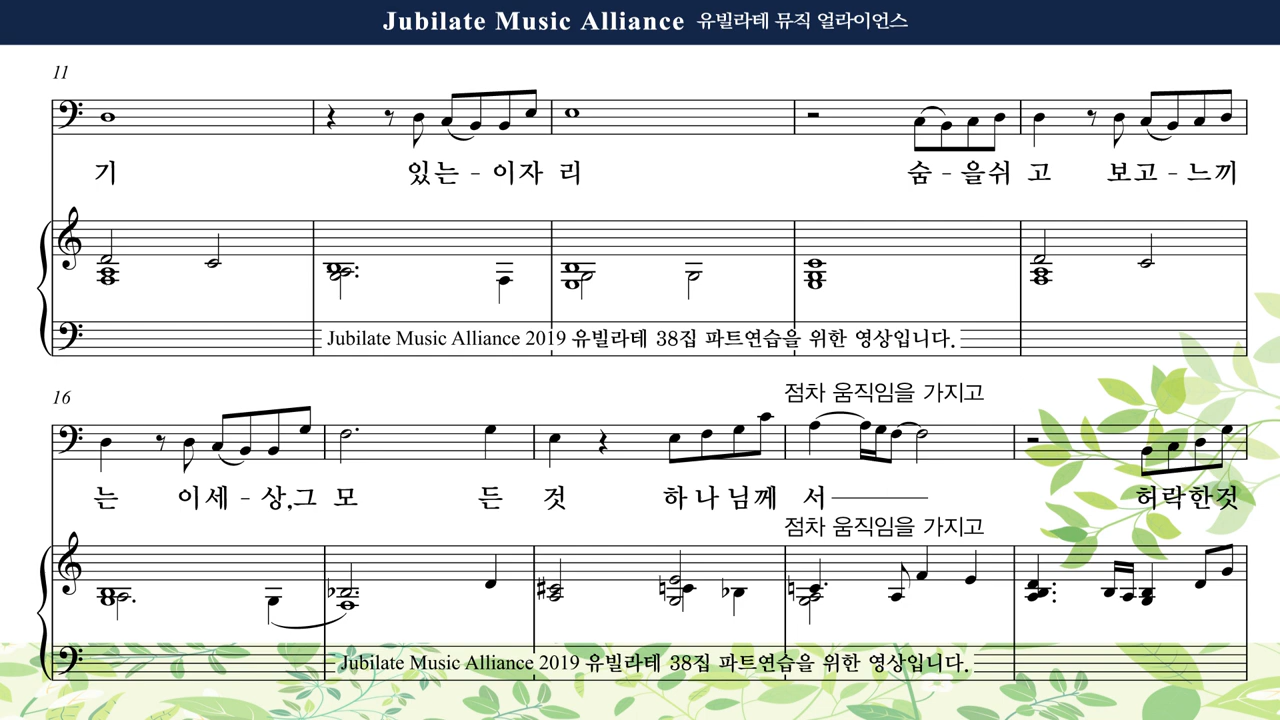 Jubilate Music Alliance 유빌라테 뮤직 얼라이언스
11
기 있는-이자 리 숨-을쉬 고 보고-느끼
Jubilate Music Alliance 2019 유빌라테 38집 파트연습을 위한 영상입니다.
16
점차 움직임을 가지고
는 이세-상,그 모 든 것 하나님께 서 허락한것
점차 움직임을 가지고
Jubilate Music Alliance 2019 유빌라테 38집 파트연습을 위한 영상입니다.